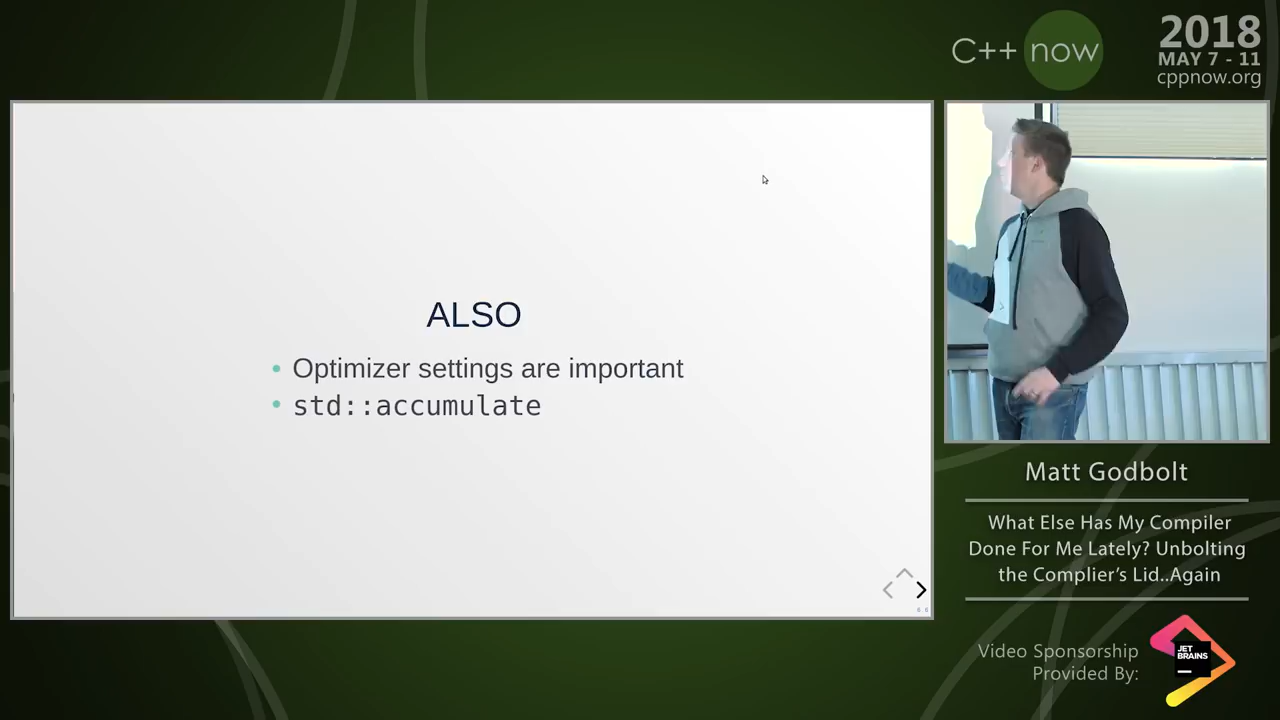 C++ now
2018
MAY 7 - 11
cppnow.org
ALSO
Optimizer settings are important
std::accumulate
Matt Godbolt
What Else Has My Compiler
Done For Me Lately? Unbolting
the Complier's Lid..Again
Video Sponsorship
Provided By:
JET
BRAINS